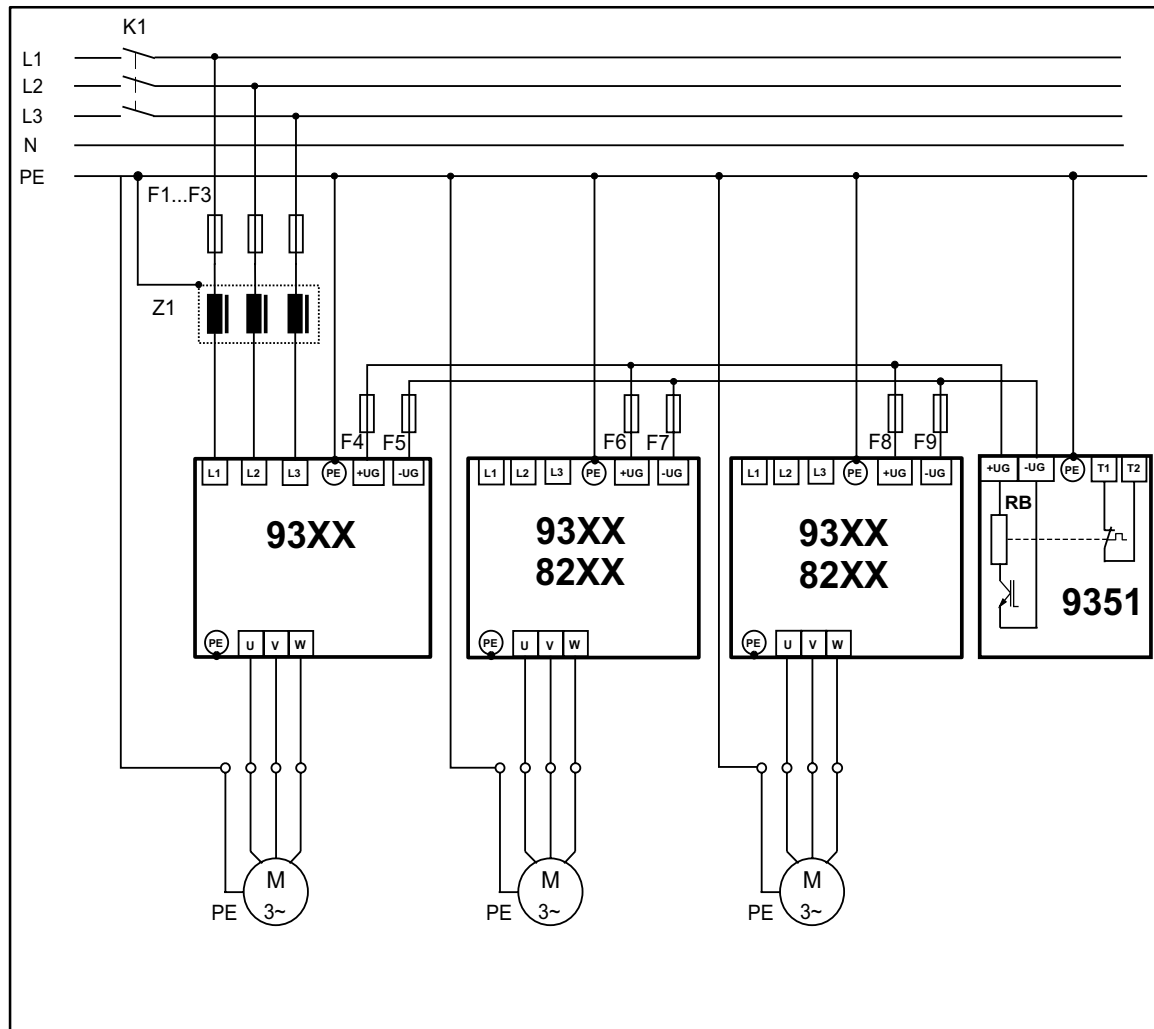 K1
L1
L2
L3
N
PE
F1...F3
Z1
F4 F5 F6 F7 F8 F9
L1 L2 L3 PE +UG -UG
L1 L2 L3 PE +UG -UG
L1 L2 L3 PE +UG -UG
+UG -UG PE T1 T2
RB
93XX
93XX
82XX
93XX
82XX
9351
PE U V W
PE U V W
PE U V W
M
3~
PE
M
3~
PE
M
3~
PE